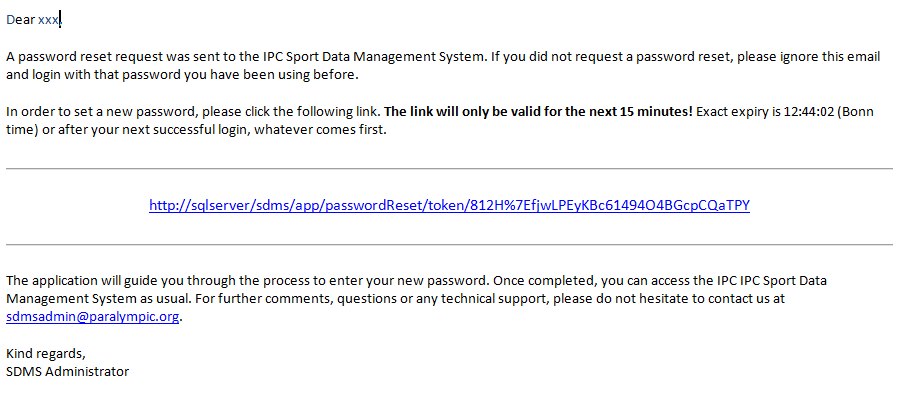 Dear xxx,
A password reset request was sent to the IPC Sport Data Management System. If you did not request a password reset, please ignore this email
and login with that password you have been using before.
In order to set a new password, please click the following link. The link will only be valid for the next 15 minutes! Exact expiry is 12:44:02 (Bonn
time) or after your next successful login, whatever comes first.
http://sqlserver/sdms/app/passwordReset/token/812H%7EfjwLPEyKBc61494O4BGcpCQaTPY
The application will guide you through the process to enter your new password. Once completed, you can access the IPC IPC Sport Data
Management System as usual. For further comments, questions or any technical support, please do not hesitate to contact us at
sdmsadmin@paralympic.org.
Kind regards,
SDMS Administrator